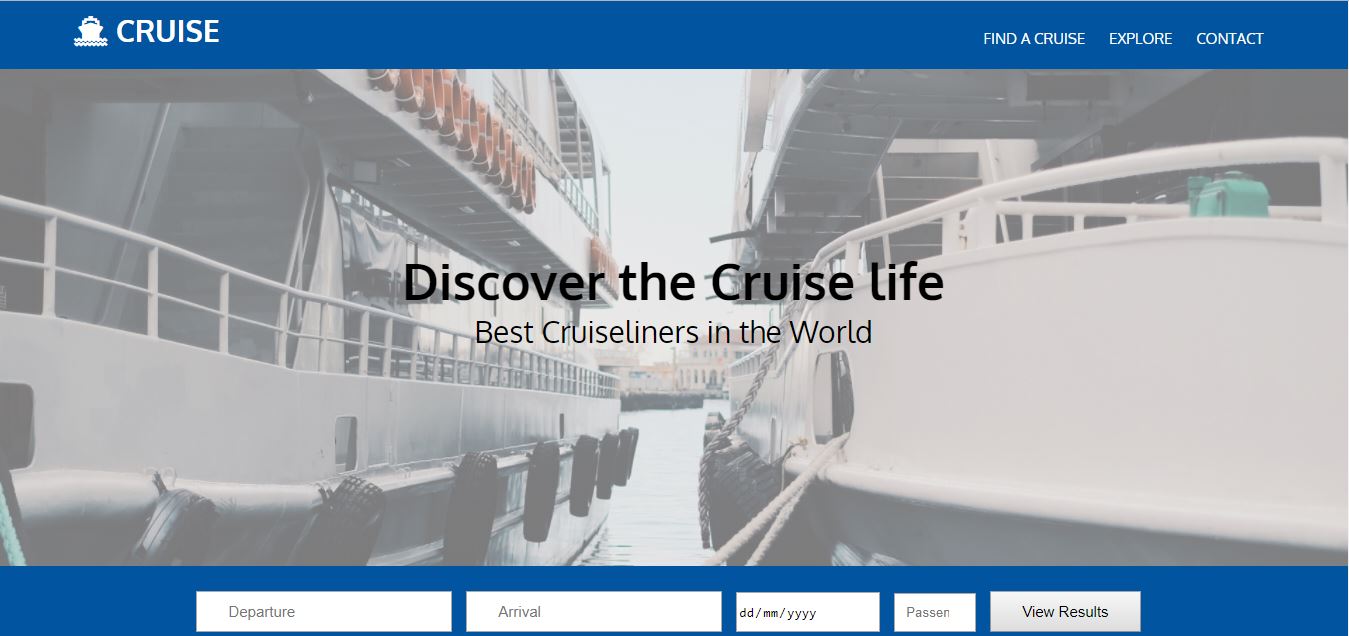 CRUISE
FIND A CRUISE EXPLORE CONTACT
Discover the Cruise life
Best Cruiseliners in the World
Departure Arrival dd/mm/yyyy Passen View Results